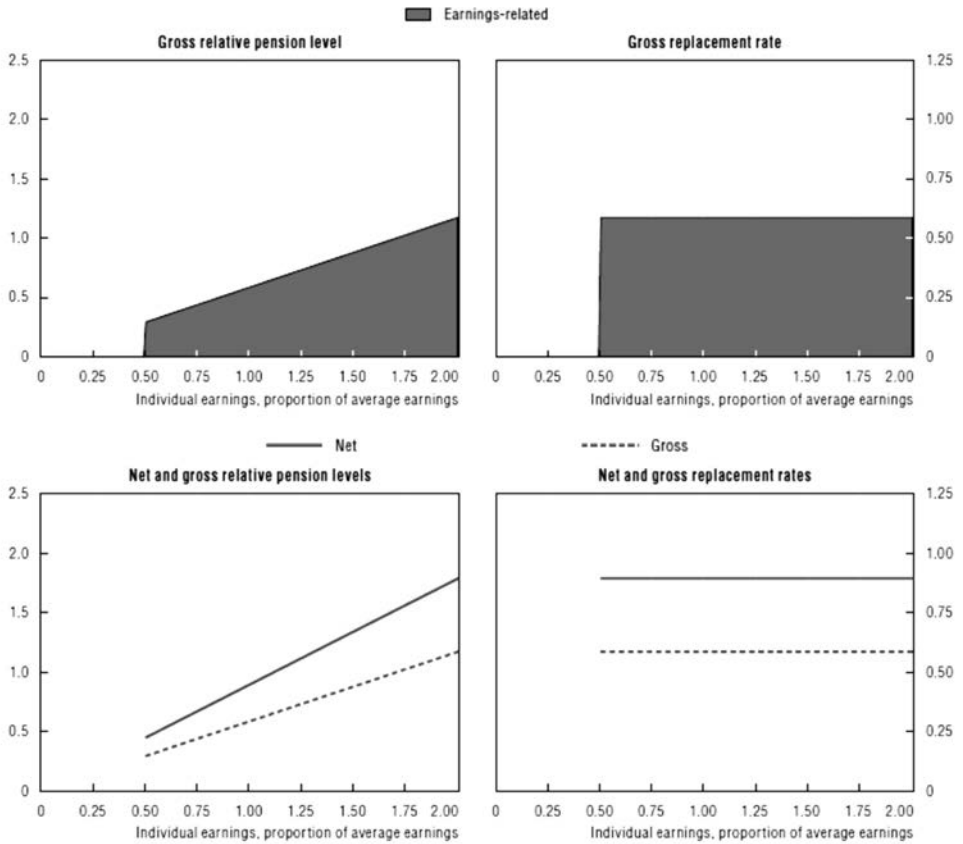 Earnings-related
Gross relative pension level
2.5
2.0
1.5
1.0
0.5
0
0 0.25 0.50 0.75 1.00 1.25 1.50 1.75 2.00
Individual earnings, proportion of average earnings
Gross replacement rate
1.25
1.00
0.75
0.50
0.25
0
0 0.25 0.50 0.75 1.00 1.25 1.50 1.75 2.00
Individual earnings, proportion of average earnings
Net Gross
Net and gross relative pension levels
2.5
2.0
1.5
1.0
0.5
0
0 0.25 0.50 0.75 1.00 1.25 1.50 1.75 2.00
Individual earnings, proportion of average earnings
Net and gross replacement rates
1.25
1.00
0.75
0.50
0.25
0
0 0.25 0.50 0.75 1.00 1.25 1.50 1.75 2.00
Individual earnings, proportion of average earnings